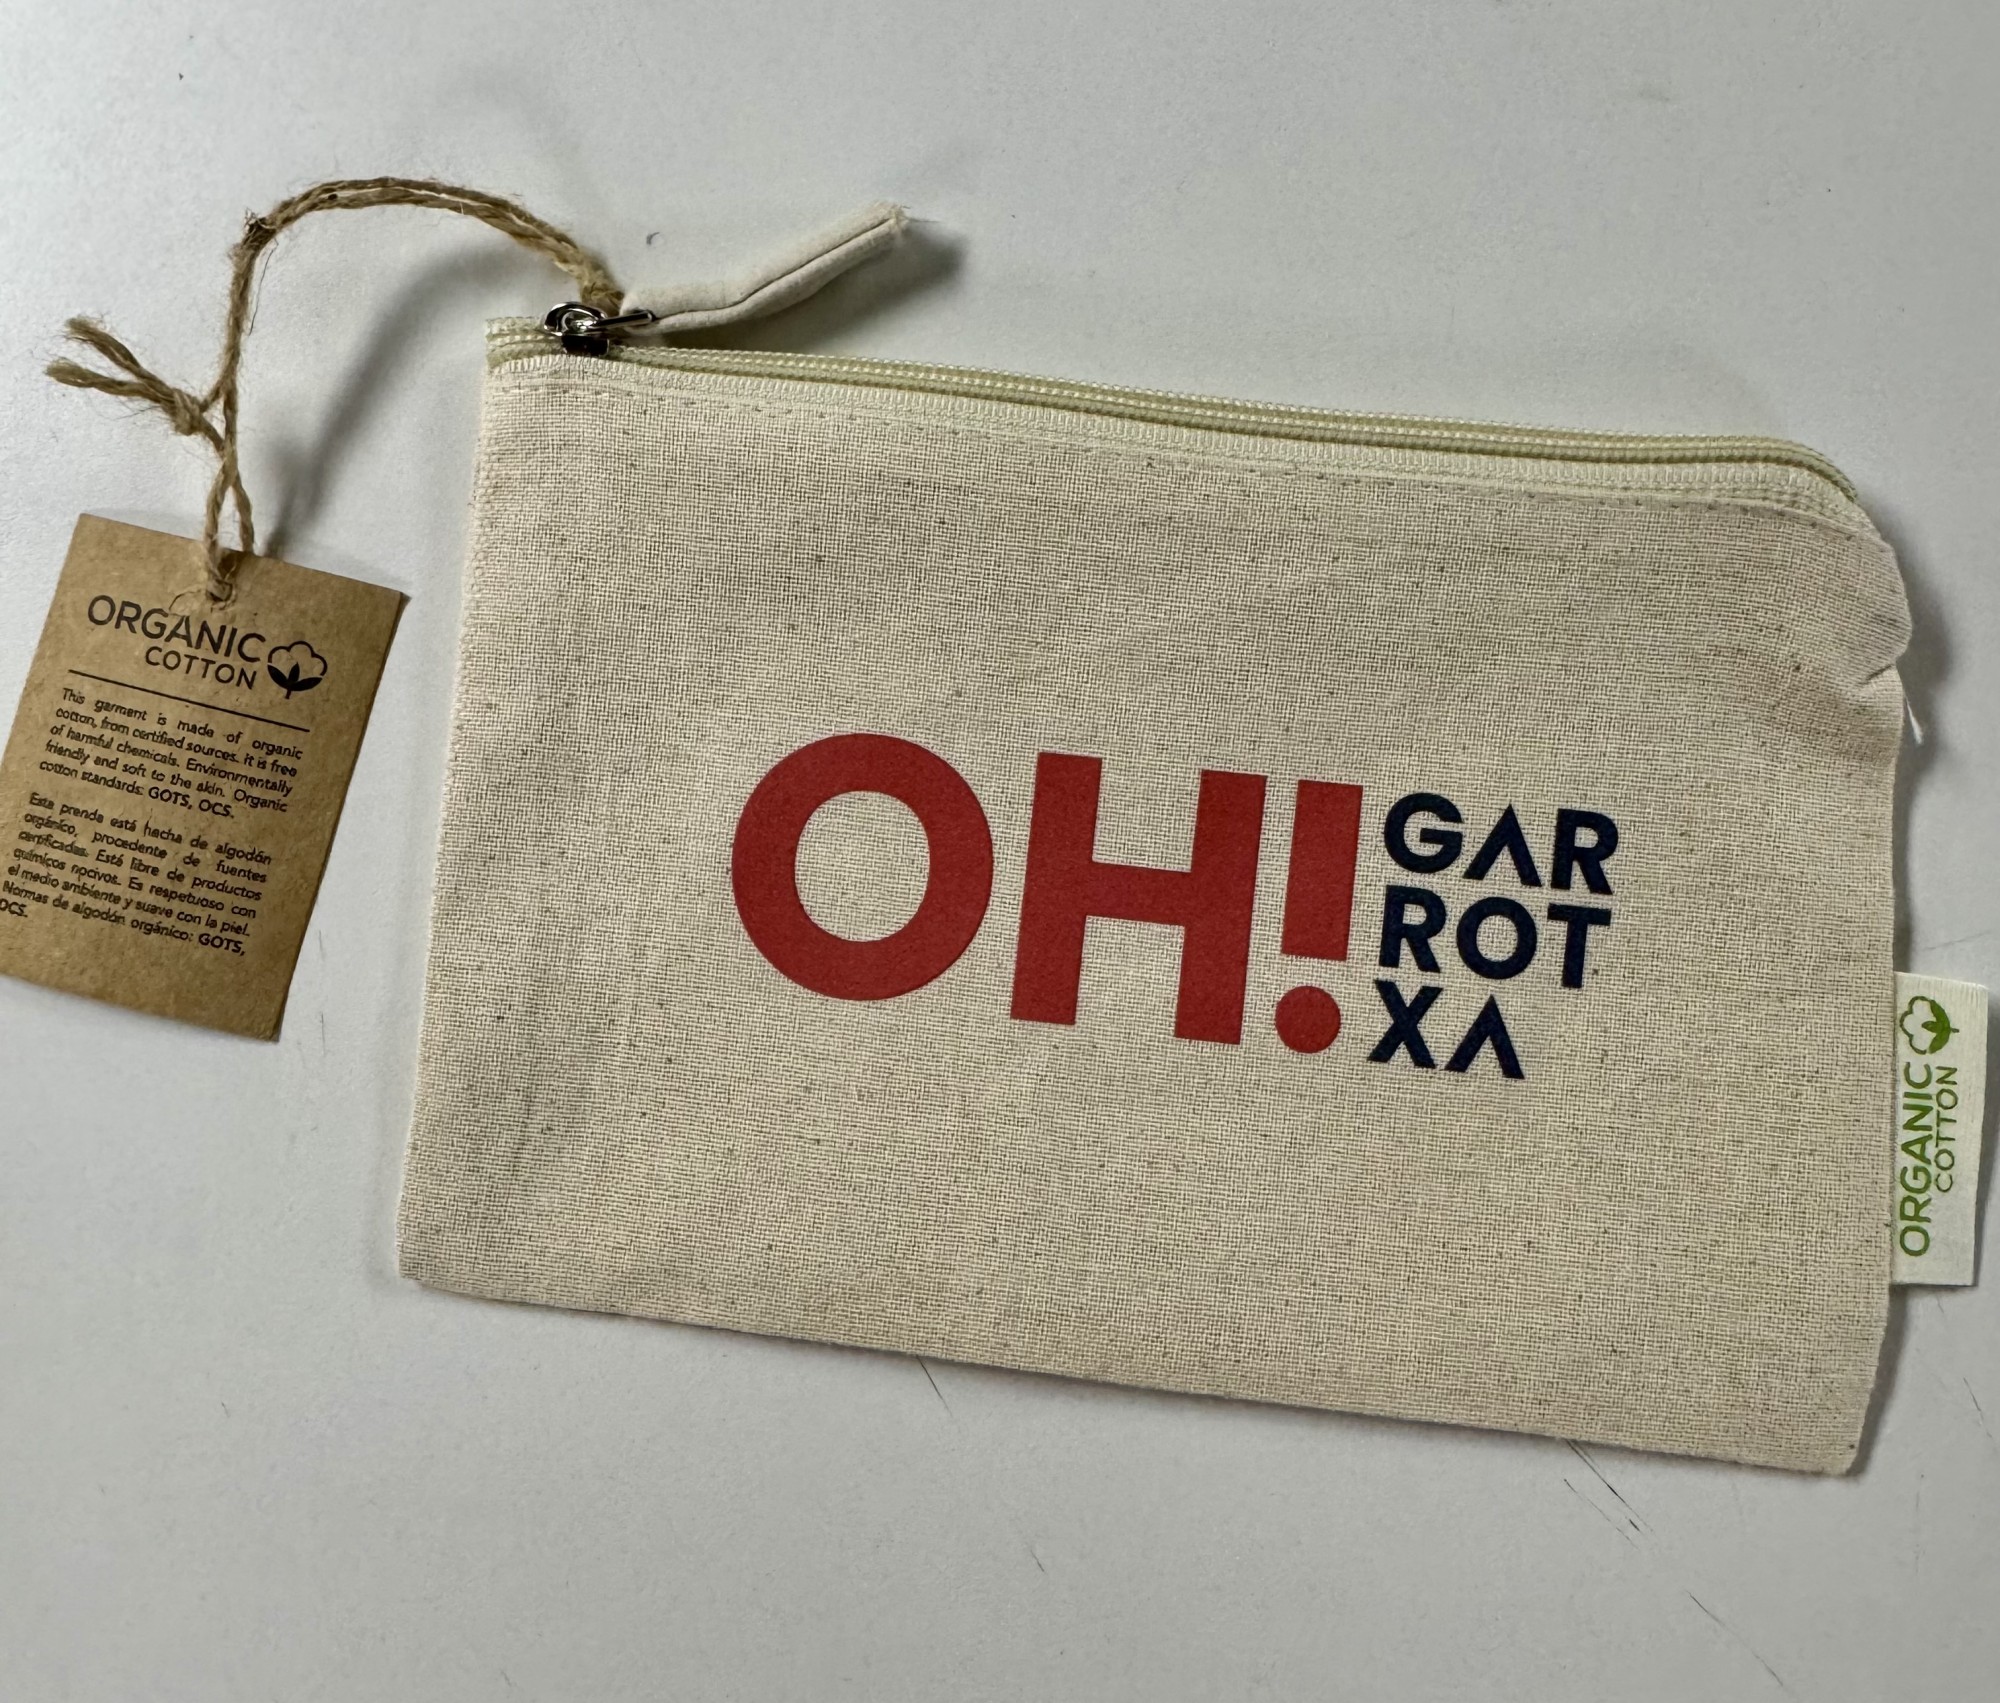 ORGANIC
COTTON
This garment is made of organic
cotton, from certified sources. It is free
of harmful chemicals. Environmentally
friendly and soft to the skin. Organic
cotton standards: GOTS, OCS.
Esta prenda está hecha de algodón
orgánico, procedente de fuentes
certificadas. Está libre de productos
químicos nocivos. Es respetuoso con
el medio ambiente y suave con la piel.
Normas de algodón orgánico: GOTS,
OCS.
OH!
GAR
ROT
XA
ORGANIC
COTTON